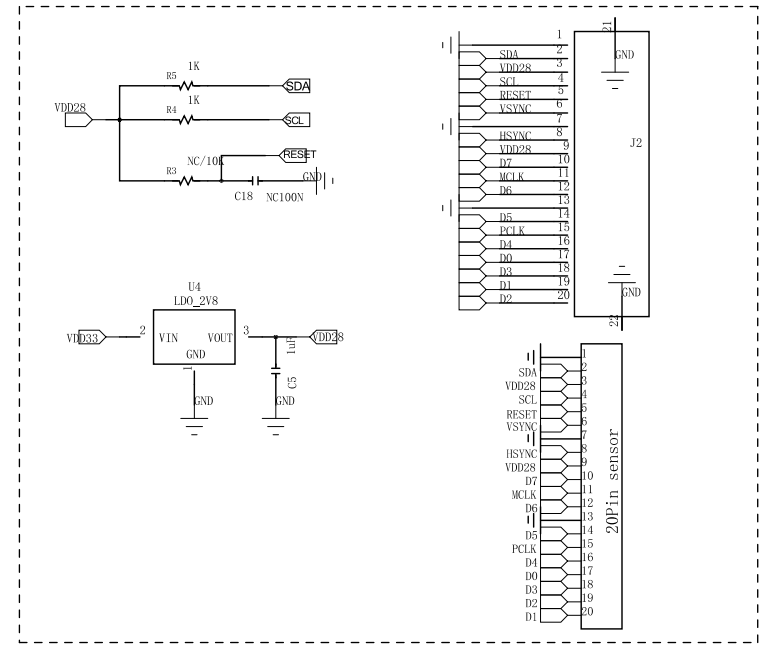 R5
1K
SDA
VDD28
R4
1K
SCL
R3
NC/10K
RESET
C18
NC100N
GND
U4
LDO_2V8
VDD33
2
VIN
VOUT
GND
1
3
VDD28
1uF
C5
GND
GND
21
GND
J2
GND
22
1
SDA 2
VDD28 3
SCL 4
RESET 5
VSYNC 6
7
HSYNC 8
VDD28 9
D7 10
MCLK 11
D6 12
13
D5 14
PCLK 15
D4 16
D0 17
D3 18
D1 19
D2 20
20Pin sensor
1
SDA 2
VDD28 3
SCL 4
RESET 5
VSYNC 6
7
HSYNC 8
VDD28 9
D7 10
MCLK 11
D6 12
13
D5 14
PCLK 15
D4 16
D0 17
D3 18
D2 19
D1 20